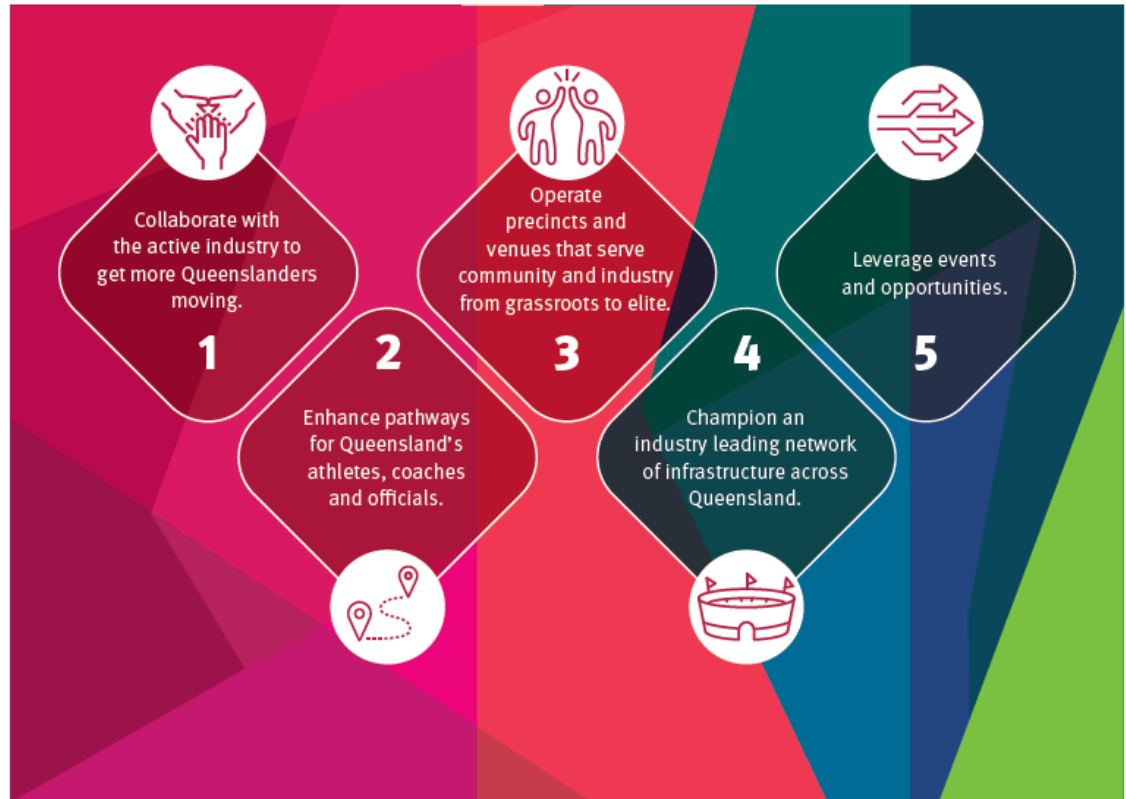 Collaborate with
the active industry to
get more Queenslanders
moving.
1
2
Enhance pathways
for Queensland’s
athletes, coaches
and officials.
Operate
precincts and
venues that serve
community and industry
from grassroots to elite.
3
4
Champion an
industry leading network
of infrastructure across
Queensland.
Leverage events
and opportunities.
5